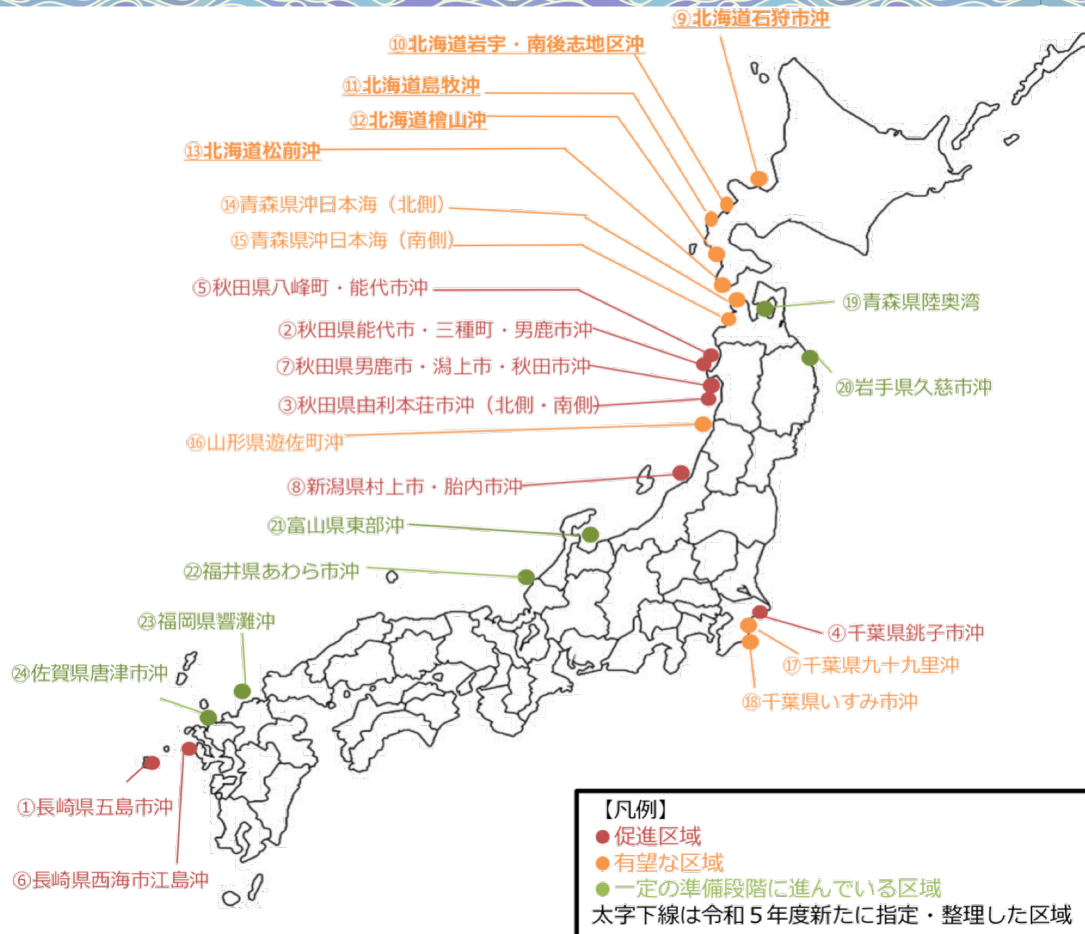 ⑨北海道石狩市沖
⑩北海道岩宇・南後志地区沖
⑪北海道島牧沖
⑫北海道檜山沖
⑬北海道松前沖
⑭青森県沖日本海（北側）
⑮青森県沖日本海（南側）
⑤秋田県八峰町・能代市沖
⑲青森県陸奥湾
②秋田県能代市・三種町・男鹿市沖
⑦秋田県男鹿市・潟上市・秋田市沖
⑳岩手県久慈市沖
③秋田県由利本荘市沖（北側・南側）
⑯山形県遊佐町沖
⑧新潟県村上市・胎内市沖
㉑富山県東部沖
㉒福井県あわら市沖
㉓福岡県響灘沖
④千葉県銚子市沖
⑰千葉県九十九里沖
㉔佐賀県唐津市沖
⑱千葉県いすみ市沖
①長崎県五島市沖
⑥長崎県西海市江島沖
【凡例】
促進区域
有望な区域
一定の準備段階に進んでいる区域
太字下線は令和５年度新たに指定・整理した区域